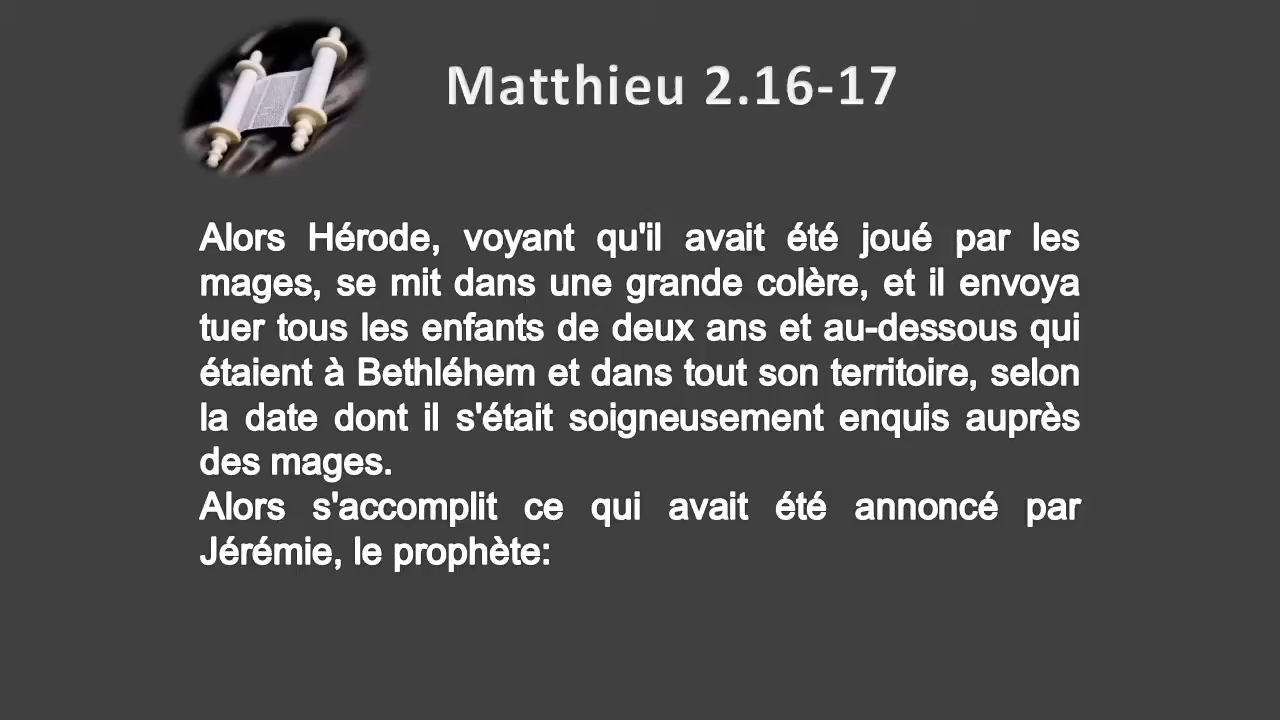 Matthieu 2.16-17
Alors Hérode, voyant qu'il avait été joué par les
mages, se mit dans une grande colère, et il envoya
tuer tous les enfants de deux ans et au-dessous qui
étaient à Bethléhem et dans tout son territoire, selon
la date dont il s'était soigneusement enquis auprès
des mages.
Alors s'accomplit ce qui avait été annoncé par
Jérémie, le prophète: